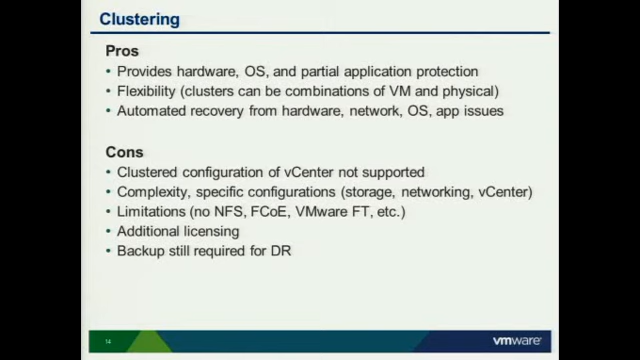 Clustering
Pros
• Provides hardware, OS, and partial application protection
• Flexibility (clusters can be combinations of VM and physical)
• Automated recovery from hardware, network, OS, app issues
Cons
• Clustered configuration of vCenter not supported
• Complexity, specific configurations (storage, networking, vCenter)
• Limitations (no NFS, FCoE, VMware FT, etc.)
• Additional licensing
• Backup still required for DR
14
vmware